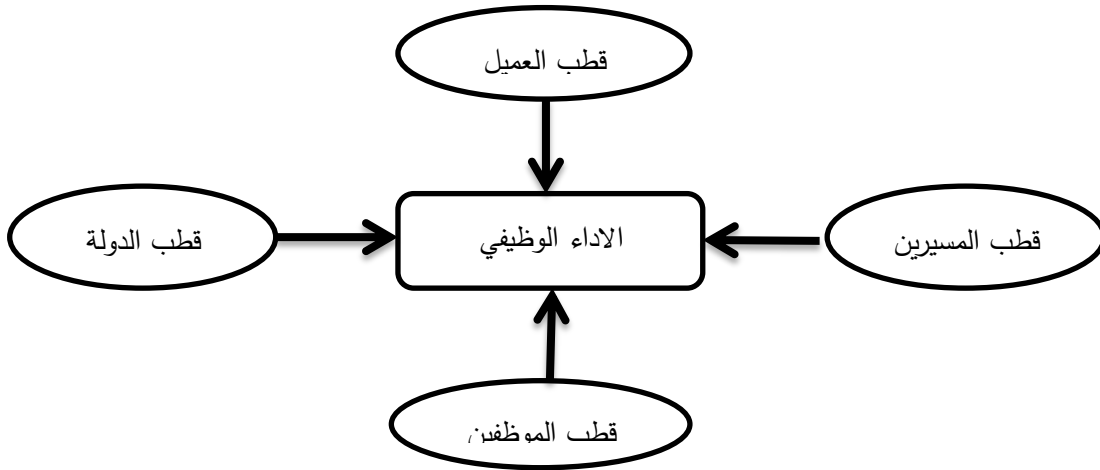 قطب العميل
قطب المسيرين
الاداء الوظيفي
قطب الدولة
قطب الموظفين